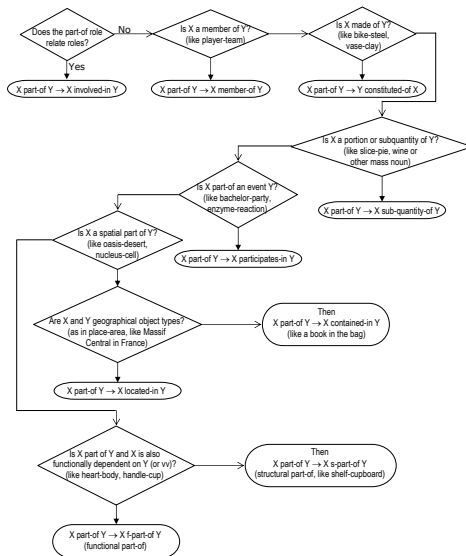 Does the part-of role
relate roles?
No
Is X a member of Y?
(like player-team)
Is X made of Y?
(like bike-steel,
vase-clay)
Yes
X part-of Y → X involved-in Y
X part-of Y → X member-of Y
X part-of Y → Y constituted-of X
Is X a portion or subquantity of Y?
(like slice-pie, wine or
other mass noun)
X part-of Y → X sub-quantity-of Y
Is X part-of an event Y?
(like bachelor-party,
enzyme-reaction)
X part-of Y → X participates-in Y
Is X a spatial part of Y?
(like oasis-desert,
nucleus-cell)
Are X and Y geographical object types?
(as in place-area, like Massif
Central in France)
Then
X part-of Y → X contained-in Y
(like a book in the bag)
X part-of Y → X located-in Y
Is X part of Y and X is also
functionally dependent on Y (or vv)?
(like heart-body, handle-cup)
Then
X part-of Y → X s-part-of Y
(structural part-of, like shelf-cupboard)
X part-of Y → X f-part-of Y
(functional part-of)